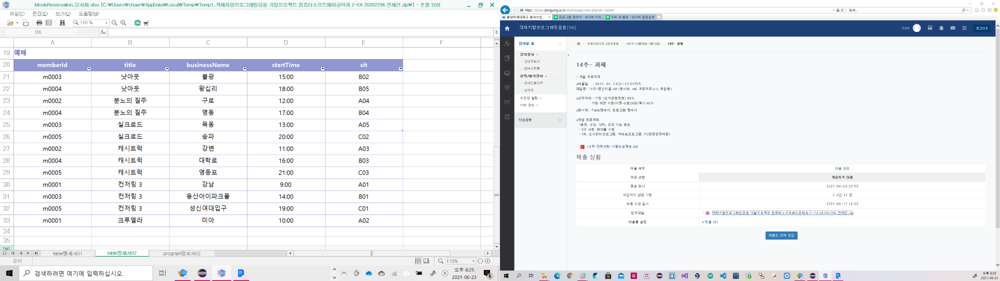 MovieReservation_문서화.xlsx [C:₩Users₩chaer₩AppData₩Local₩Temp₩Temp1_객체지향프로그래밍응용 기말프로젝트 컴퓨터소프트웨어공학과 2-YA 20202296 전채린.zip₩] - 혼셀 뷰어
파일(F) 편집(E) 보기(U) 도움말(H)
110 %
I36
A B C D E F
19 예매
20 memberId title businessName startTime sit
21 m0003 낫아웃 불광 15:00 B02
22 m0004 낫아웃 왕십리 18:00 B05
23 m0002 분노의 질주 구로 12:00 A04
24 m0004 분노의 질주 명동 17:00 B04
25 m0003 실크로드 목동 13:00 A05
26 m0005 실크로드 송파 20:00 C02
27 m0002 캐시트럭 강변 11:00 A03
28 m0004 캐시트럭 대학로 16:00 B03
29 m0005 캐시트럭 영등포 21:00 C03
30 m0001 컨저링 3 강남 9:00 A01
31 m0003 컨저링 3 용산아이파크몰 14:00 B01
32 m0005 컨저링 3 성신여대입구 19:00 C01
33 m0001 크루엘라 미아 10:00 A02
34
35
36
table명세서01 table명세서02 program명세서02
준비 110%
검색하려면 여기에 입력하십시오.
오후 8:25
2021-06-23
6
https://eclass.dongyang.ac.kr/mod/assign/view.php?id=142045
검색...
동양미래대학교 원격수업... 프로그램 명세서 : 네이버 이미... 자바 색 종류 : 네이버 통합검색
객체지향프로그래밍응용[YA]
전채린
로그아웃
강의실 홈
강의정보
- 강의계획서
- 참여자목록
성적/출석관리
- 온라인출석부
- 성적부
수강생 알림
기타 관리
학습활동
객체지향프로그래밍응용 14주차-[6월04일-6월10일] 14주- 과제
14주- 과제
- 개별 프로젝트
o제출일 : 2021. 06. 23(수) 23:55까지
파일명: 14주-본인이름.zip (문서화, sql, 프로젝트소스 포함됨)
o성적처리 : 기말 (실기프로젝트) 60%
기말 대면 시험(이론-6월24일(목)) 40%
o문서화 : Table명세서, 프로그램 명세서
o개별 프로젝트
-등록, 수정, 삭제, 조회 기능 포함
- DB 사용, 테이블 사용
- (예, 도서관리프로그램, 커피숍프로그램, PC방운영관리등)
14주-객체지향-기말프로젝트.pdf
제출 상황
제출 여부 제출 완료
채점 상황 채점되지 않음
종료 일시 2021-06-23 23:55
마감까지 남은 기한 3 시간 41 분
최종 수정 일시 2021-06-17 14:00
첨부파일 객체지향프로그래밍응용 기말프로젝트 컴퓨터소프트웨어공학과 2-YA 20202296 전채린.zip
제출물 설명 댓글 (0)
제출한 과제 편집
오후 8:25
2021-06-23